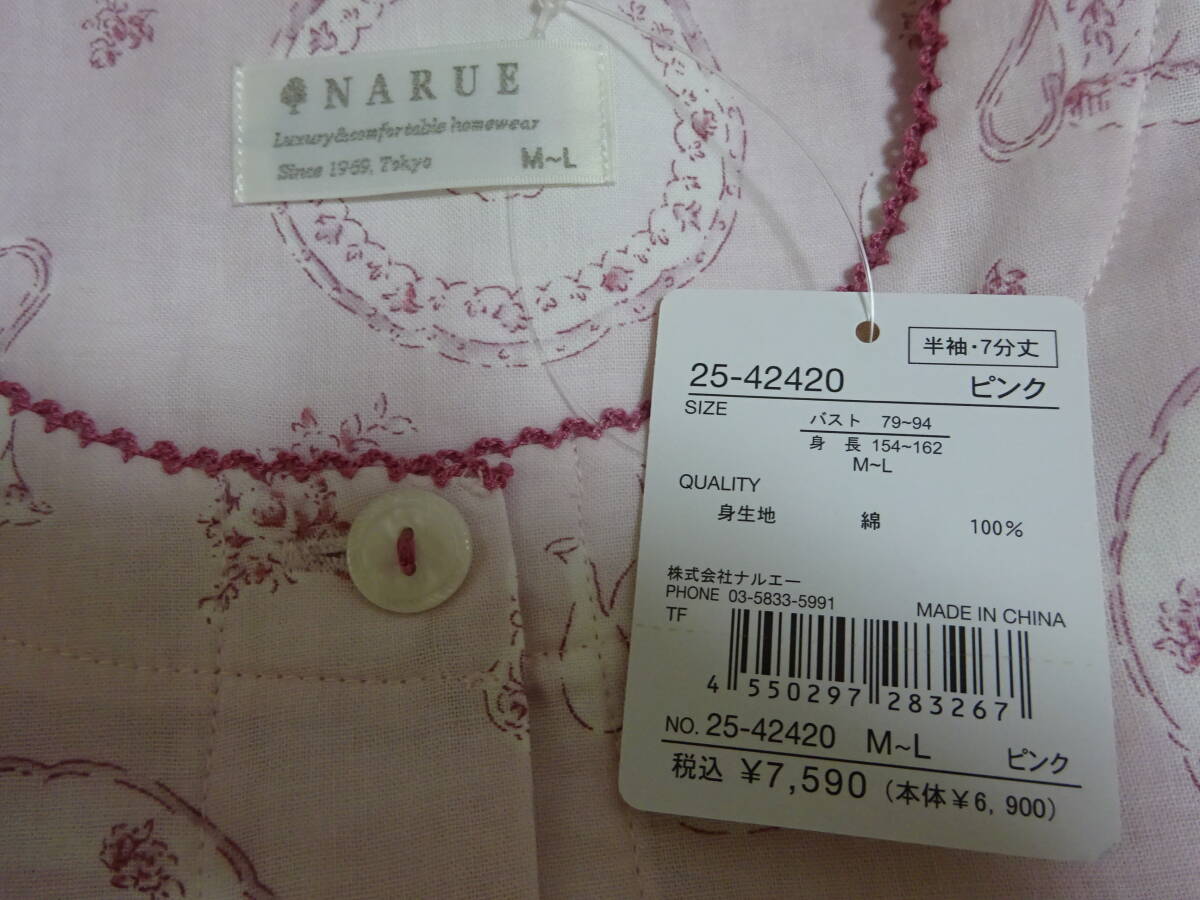 NARUE
Luxury&comfortable homewear
Since 1969, Tokyo M~L
半袖・7分丈
25-42420 ピンク
SIZE バスト 79~94
身長 154~162
M~L
QUALITY
身生地 綿 100%
株式会社ナルエー
PHONE 03-5833-5991
TF MADE IN CHINA
4 550297 283267
NO. 25-42420 M~L ピンク
税込 ¥7,590 (本体¥6,900)